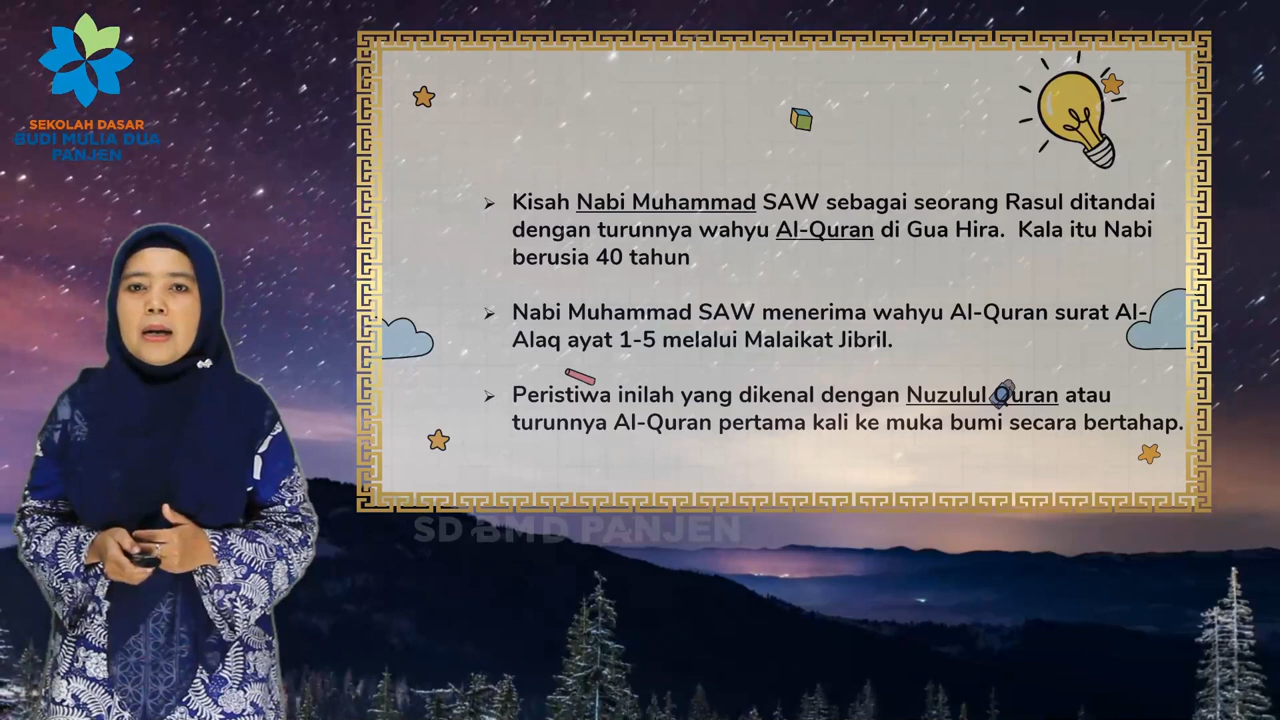 SEKOLAH DASAR
BUDI MULIA DUA
PANJEN
➢ Kisah Nabi Muhammad SAW sebagai seorang Rasul ditandai
dengan turunnya wahyu Al-Quran di Gua Hira. Kala itu Nabi
berusia 40 tahun
➢ Nabi Muhammad SAW menerima wahyu Al-Quran surat Al-
Alaq ayat 1-5 melalui Malaikat Jibril.
➢ Peristiwa inilah yang dikenal dengan Nuzulul Quran atau
turunnya Al-Quran pertama kali ke muka bumi secara bertahap.
SD BMD PANJEN